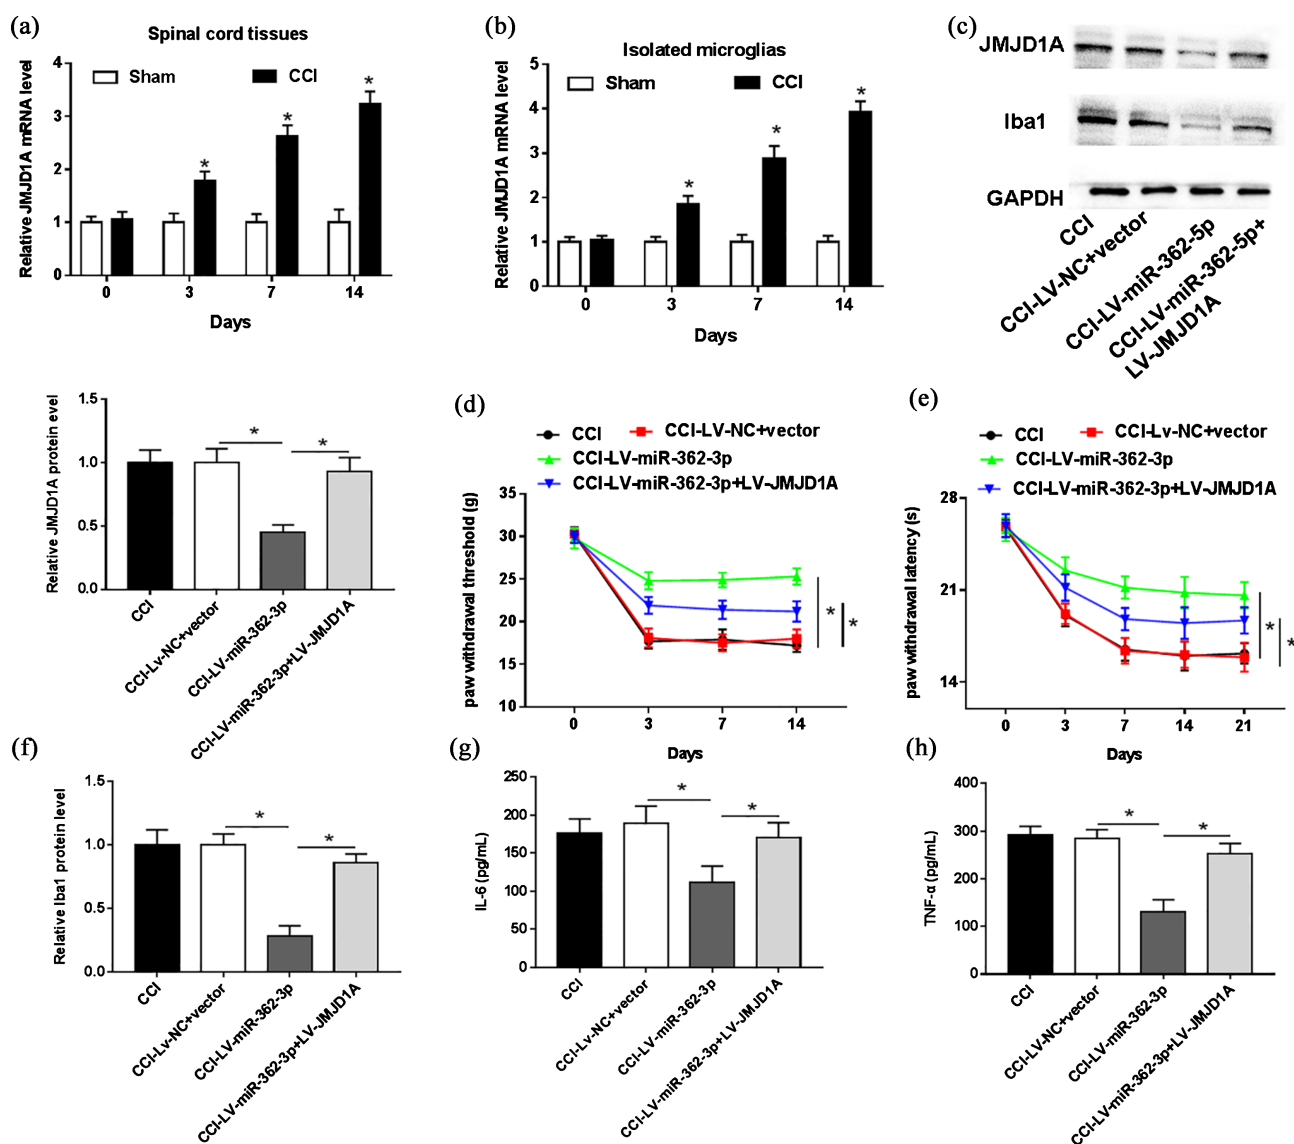 (a)
Spinal cord tissues
Relative JMJD1A mRNA level
4
3
2
1
0
Sham
CCI
*
*
*
0
3
7
14
Days
(b)
Isolated microglias
Relative JMJD1A mRNA level
5
4
3
2
1
0
Sham
CCI
*
*
*
0
3
7
14
Days
(c)
JMJD1A
Iba1
GAPDH
CCI
CCI-LV-NC+vector
CCI-LV-miR-362-5p
CCI-LV-miR-362-5p+
LV-JMJD1A
Relative JMJD1A protein evel
1.5
1.0
0.5
0.0
*
*
CCI
CCI-Lv-NC+vector
CCI-LV-miR-362-3p
CCI-LV-miR-362-3p+LV-JMJD1A
(d)
CCI
CCI-LV-NC+vector
CCI-LV-miR-362-3p
CCI-LV-miR-362-3p+LV-JMJD1A
paw withdrawal threshold (g)
35
30
25
20
15
10
*
*
0
3
7
14
Days
(e)
CCI
CCI-Lv-NC+vector
CCI-LV-miR-362-3p
CCI-LV-miR-362-3p+LV-JMJD1A
paw withdrawal latency (s)
28
21
14
*
*
0
3
7
14
21
Days
(f)
Relative Iba1 protein level
1.5
1.0
0.5
0.0
*
*
CCI
CCI-Lv-NC+vector
CCI-LV-miR-362-3p
CCI-LV-miR-362-3p+LV-JMJD1A
(g)
IL-6 (pg/mL)
250
200
150
100
50
0
*
*
CCI
CCI-Lv-NC+vector
CCI-LV-miR-362-3p
CCI-LV-miR-362-3p+LV-JMJD1A
(h)
TNF-α (pg/mL)
400
300
200
100
0
*
*
CCI
CCI-LV-NC+vector
CCI-LV-miR-362-3p
CCI-LV-miR-362-3p+LV-JMJD1A